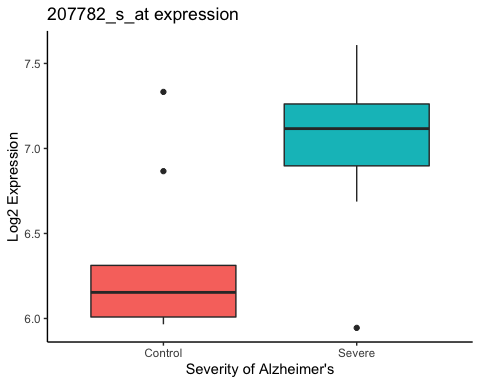 207782_s_at expression
Log2 Expression
7.5
7.0
6.5
6.0
Control Severe
Severity of Alzheimer's